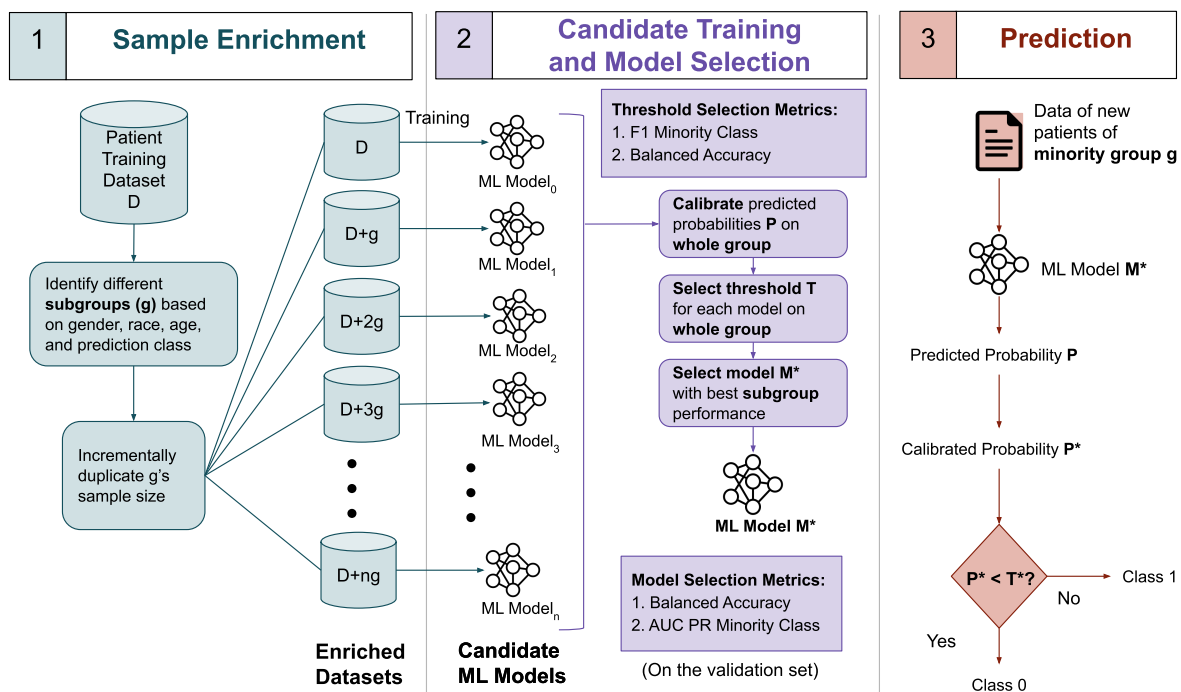 1
Sample Enrichment
Patient
Training
Dataset
D
Identify different
subgroups (g) based
on gender, race, age,
and prediction class
Incrementally
duplicate g's
sample size
D
D+g
D+2g
D+3g
D+ng
Enriched
Datasets
2
Candidate Training
and Model Selection
Training
ML Model0
ML Model1
ML Model2
ML Model3
ML Modeln
Candidate
ML Models
Threshold Selection Metrics:
1. F1 Minority Class
2. Balanced Accuracy
Calibrate predicted
probabilities P on
whole group
Select threshold T
for each model on
whole group
Select model M*
with best subgroup
performance
ML Model M*
Model Selection Metrics:
1. Balanced Accuracy
2. AUC PR Minority Class
(On the validation set)
3
Prediction
Data of new
patients of
minority group g
ML Model M*
Predicted Probability P
Calibrated Probability P*
P* < T*?
Class 1
No
Yes
Class 0